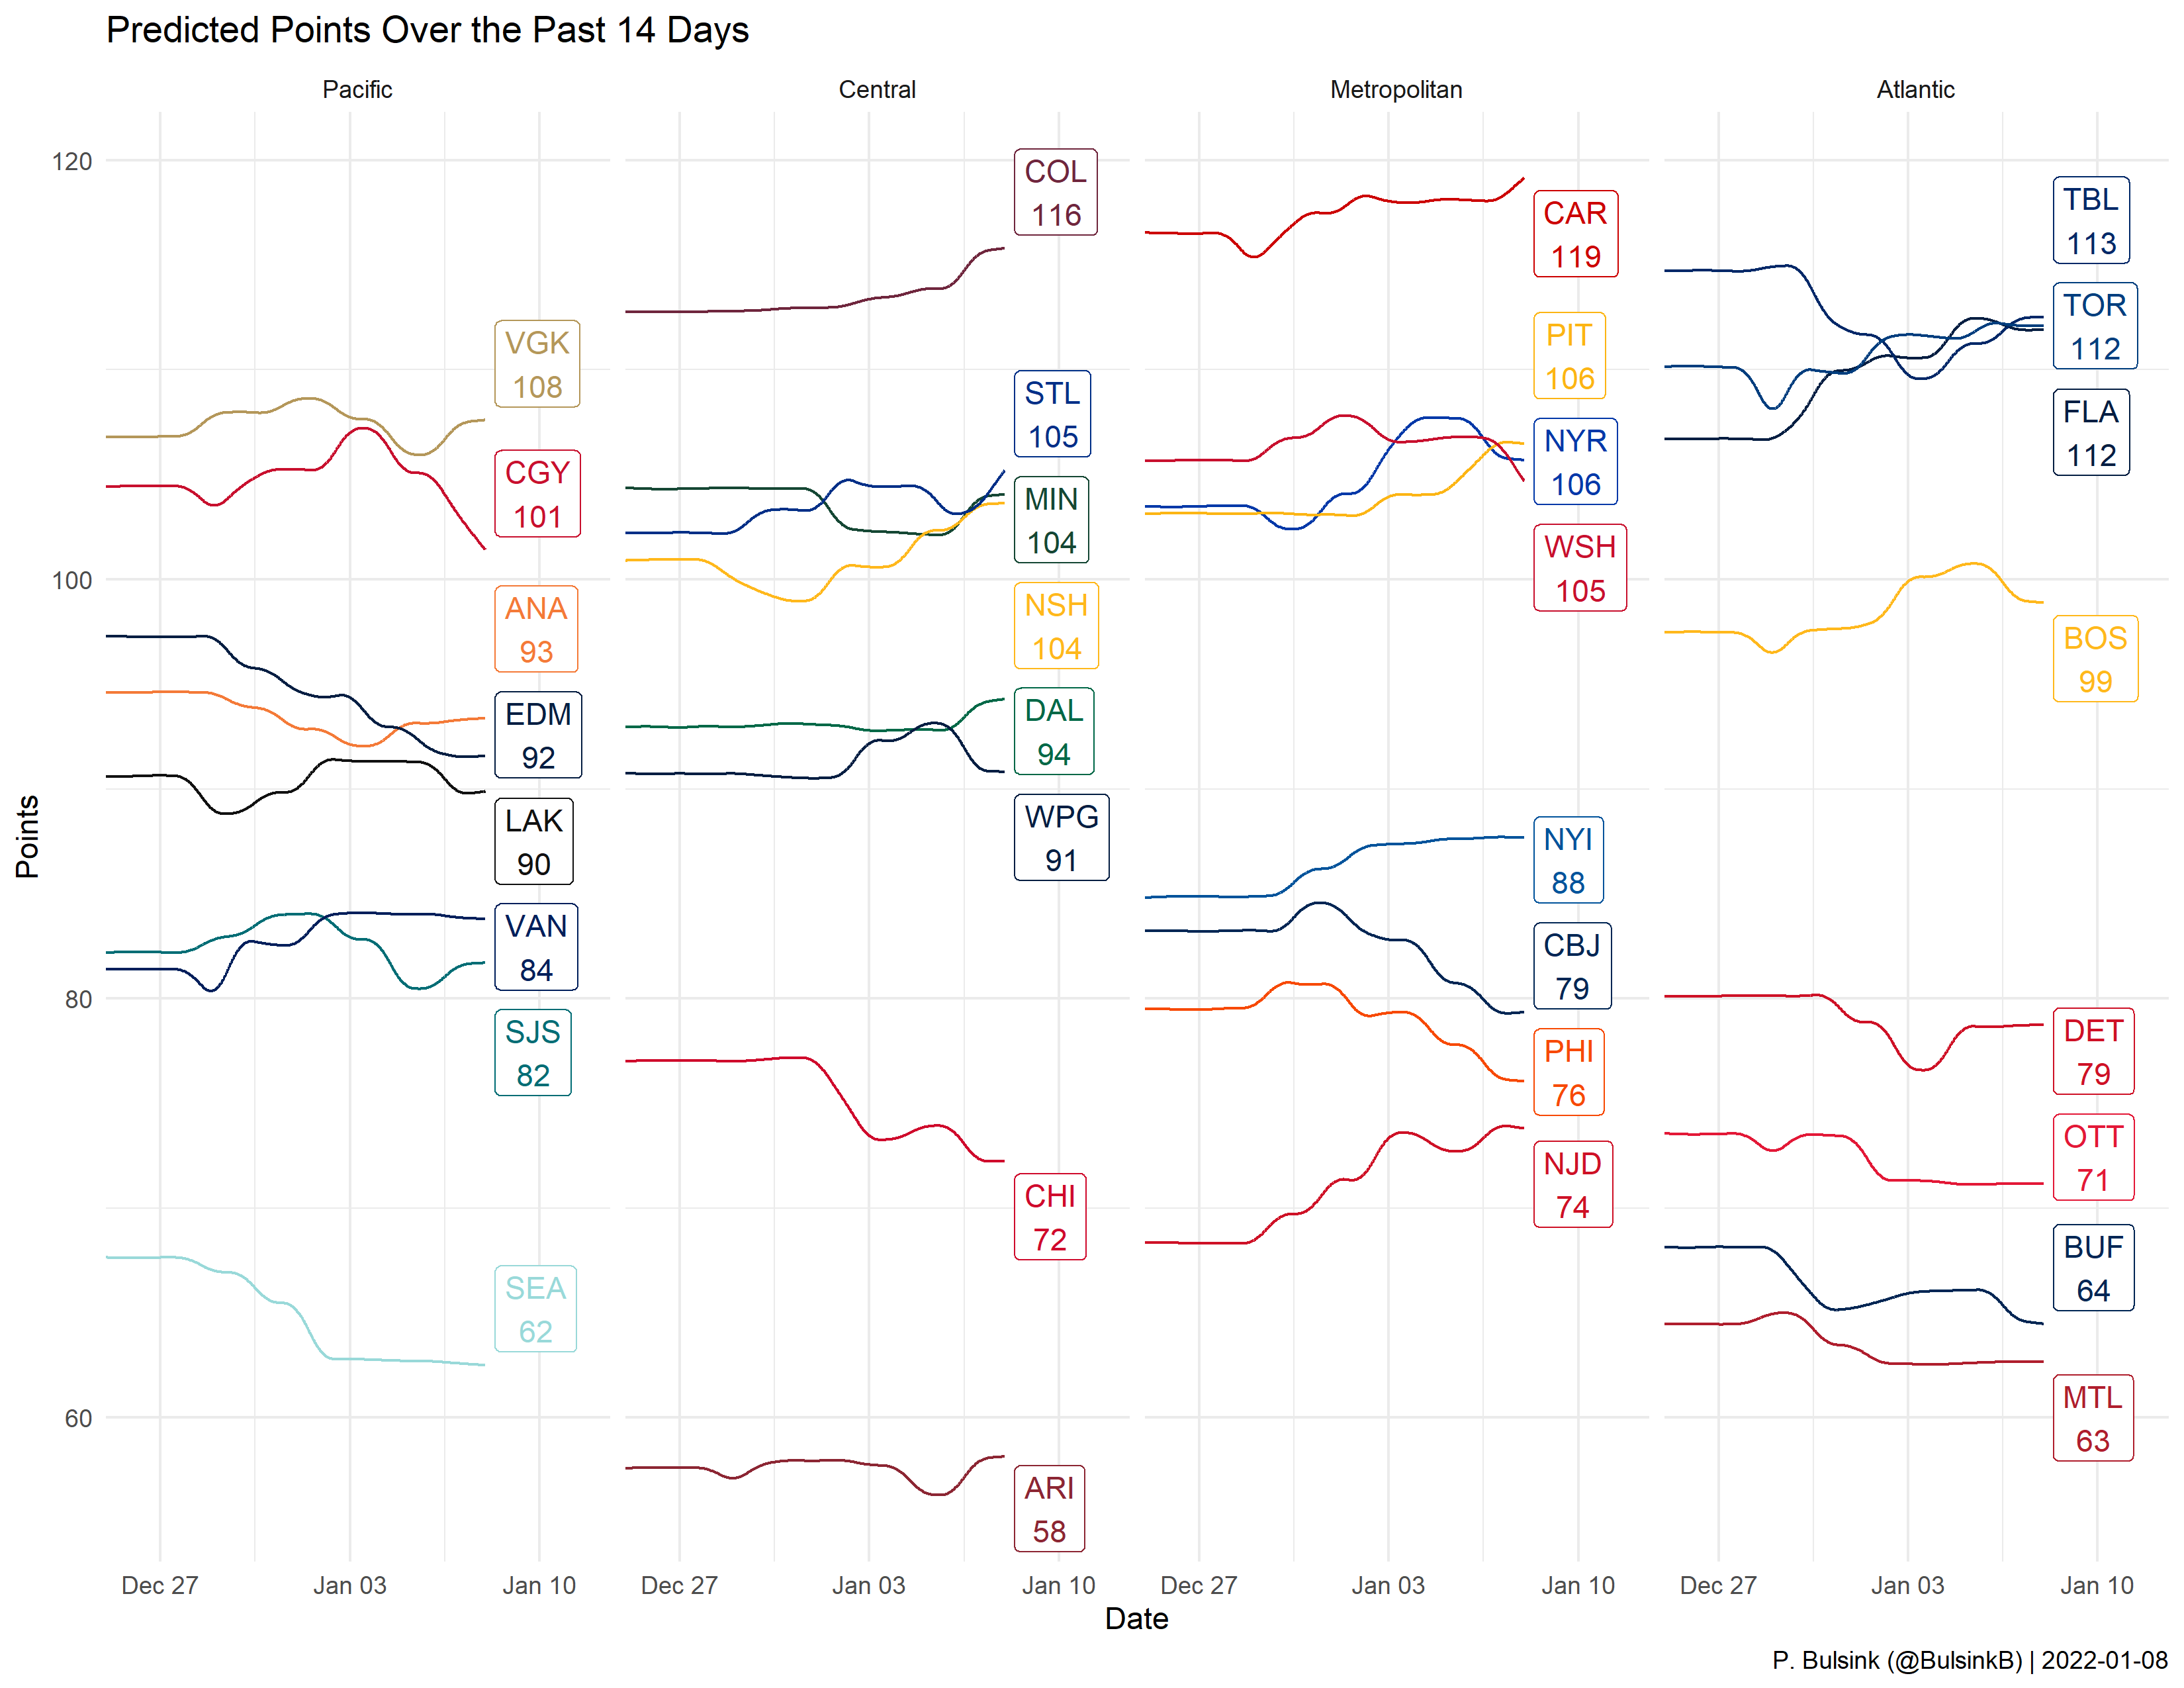 Predicted Points Over the Past 14 Days
Pacific
Central
Metropolitan
Atlantic
Points
120
100
80
60
VGK
108
CGY
101
ANA
93
EDM
92
LAK
90
VAN
84
SJS
82
SEA
62
COL
116
STL
105
MIN
104
NSH
104
DAL
94
WPG
91
CHI
72
ARI
58
CAR
119
PIT
106
NYR
106
WSH
105
NYI
88
CBJ
79
PHI
76
NJD
74
TBL
113
TOR
112
FLA
112
BOS
99
DET
79
OTT
71
BUF
64
MTL
63
Dec 27 Jan 03 Jan 10
Dec 27 Jan 03 Jan 10
Dec 27 Jan 03 Jan 10
Dec 27 Jan 03 Jan 10
Date
P. Bulsink (@BulsinkB) | 2022-01-08